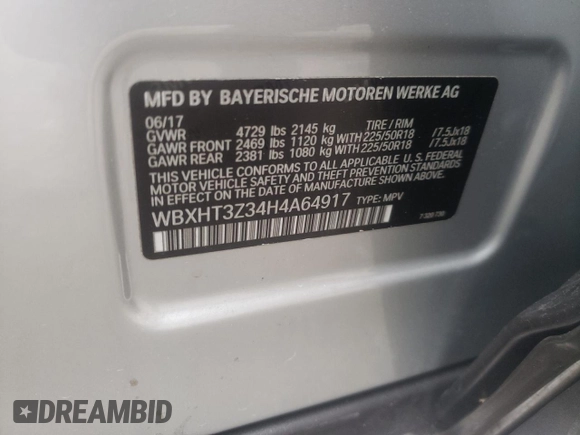 MFD BY BAYERISCHE MOTOREN WERKE AG
06/17 TIRE / RIM
GVWR 4729 lbs 2145 kg
GAWR FRONT 2469 lbs 1120 kg WITH 225/50R18 /7.5Jx18
GAWR REAR 2381 lbs 1080 kg WITH 225/50R18 /7.5Jx18
THIS VEHICLE CONFORMS TO ALL APPLICABLE U.S. FEDERAL
MOTOR VEHICLE SAFETY, BUMPER, AND THEFT PREVENTION
STANDARDS IN EFFECT ON THE DATE OF MANUFACTURE
SHOWN ABOVE.
WBXHT3Z34H4A64917 TYPE: MPV
DREAMBID